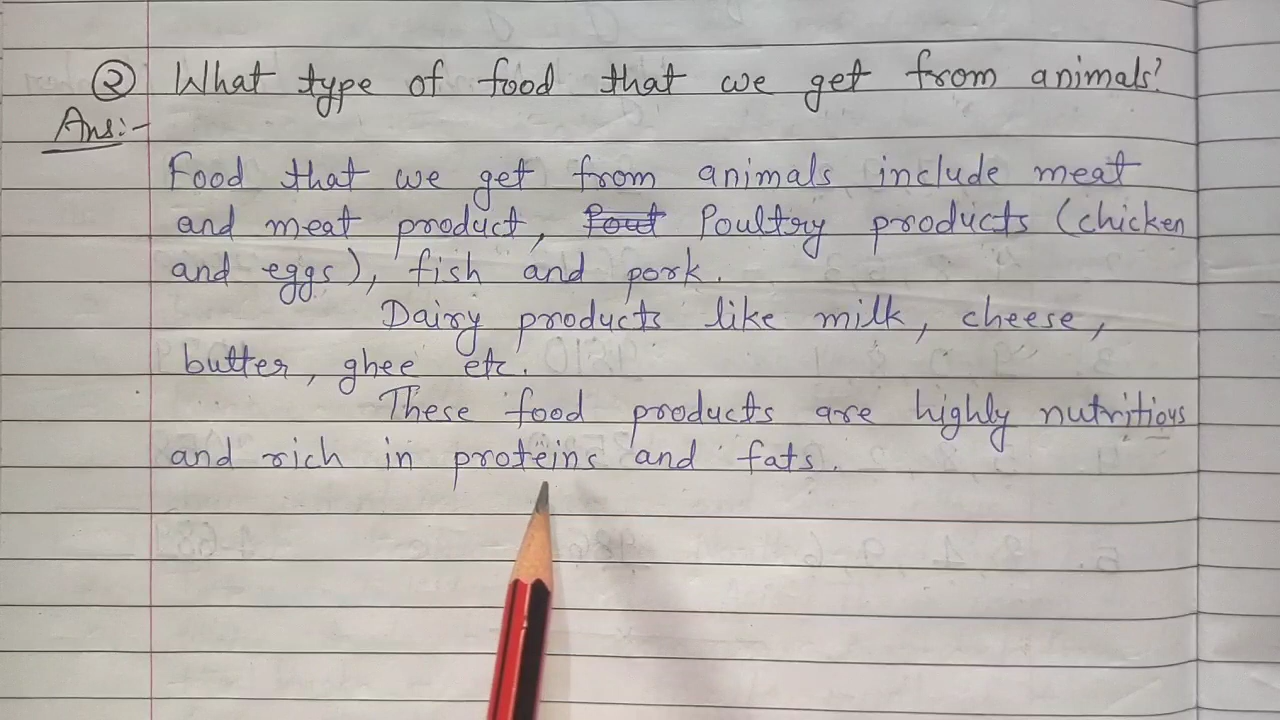 ② What type of food that we get from animals?
Ans:-
Food that we get from animals include meat
and meat product, Poultry products (chicken
and eggs), fish and pork.
Dairy products like milk, cheese,
butter, ghee etc.
These food products are highly nutritious
and rich in proteins and fats.